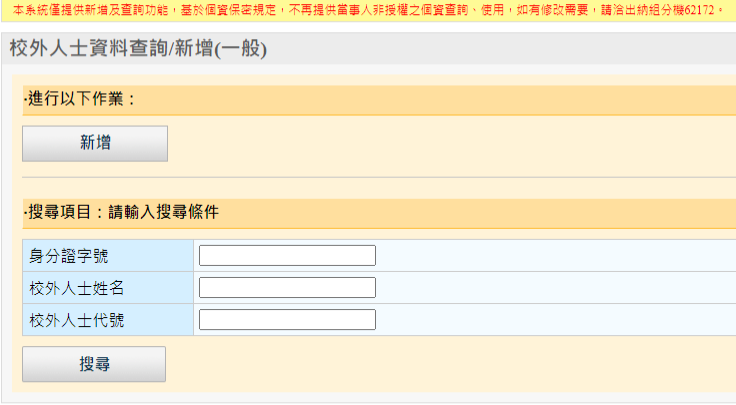 本系統僅提供新增及查詢功能，基於個資保密規定，不再提供當事人非授權之個資查詢、使用，如有修改需要，請洽出納組分機62172。
校外人士資料查詢/新增(一般)
·進行以下作業：
新增
·搜尋項目：請輸入搜尋條件
身分證字號
校外人士姓名
校外人士代號
搜尋